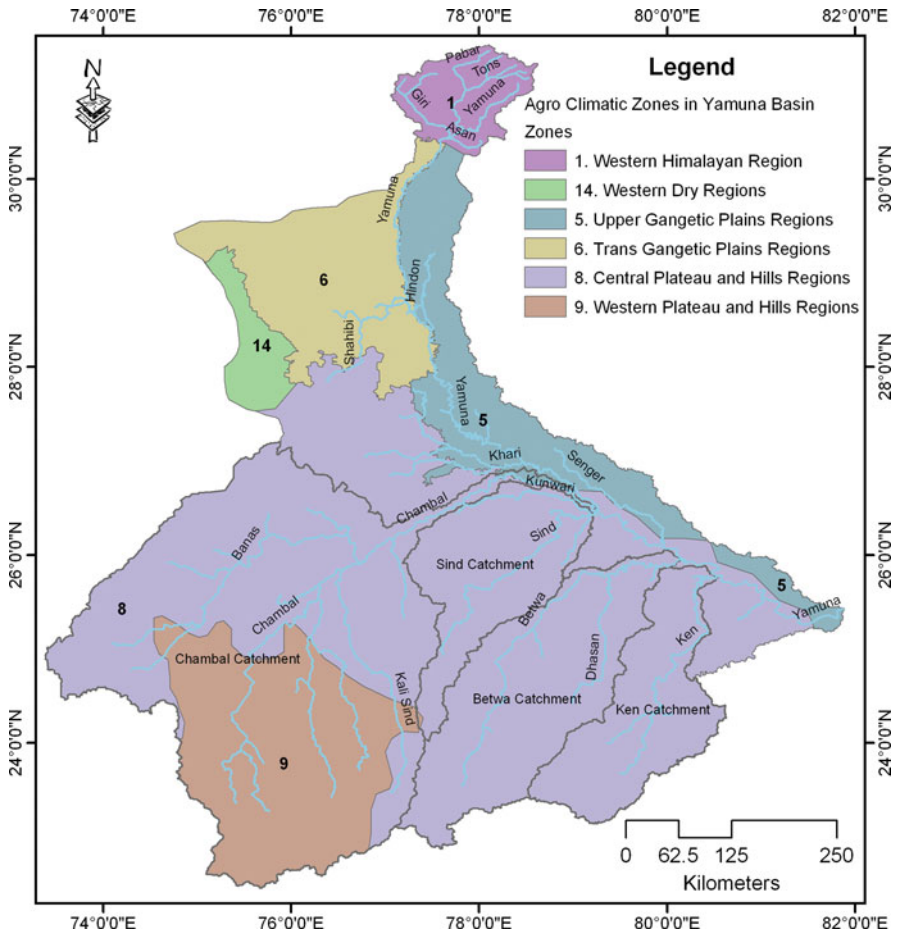 74°0'0"E 76°0'0"E 78°0'0"E 80°0'0"E 82°0'0"E
N
Legend
Agro Climatic Zones in Yamuna Basin
Zones
1. Western Himalayan Region
14. Western Dry Regions
5. Upper Gangetic Plains Regions
6. Trans Gangetic Plains Regions
8. Central Plateau and Hills Regions
9. Western Plateau and Hills Regions
Pabar
Tons
Giri
1
Yamuna
Asan
30°0'0"N
30°0'0"N
Yamuna
6
Hindon
14
Shahibi
28°0'0"N
28°0'0"N
Yamuna
5
Khari
Senger
Kunwari
Chambal
Banas
Sind
26°0'0"N
26°0'0"N
Sind Catchment
8
Chambal
Betwa
5
Yamuna
Ken
Dhasan
Chambal Catchment
Kali Sind
Betwa Catchment
Ken Catchment
24°0'0"N
24°0'0"N
9
0 62.5 125 250
Kilometers
74°0'0"E 76°0'0"E 78°0'0"E 80°0'0"E 82°0'0"E